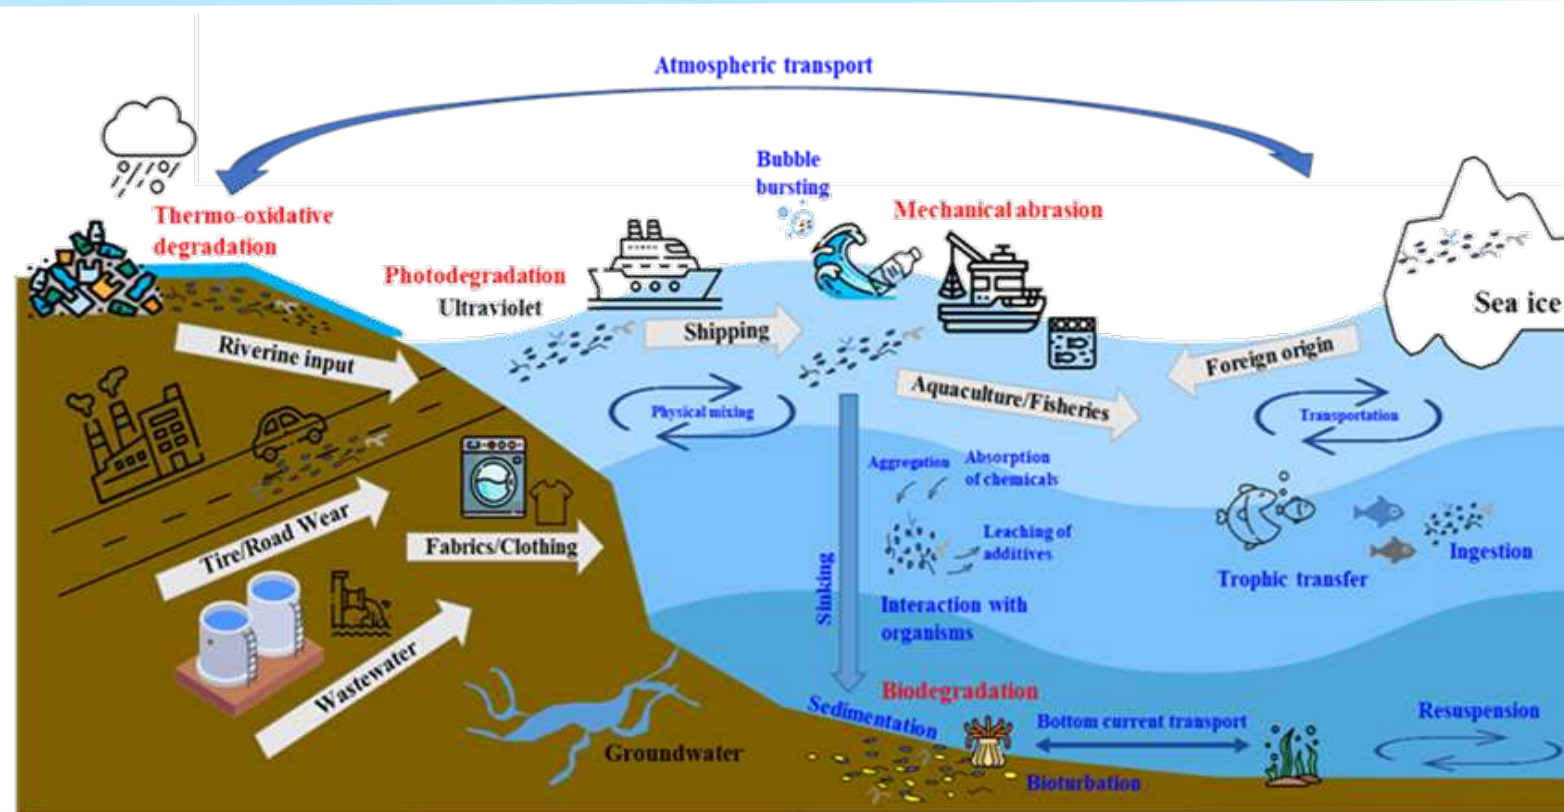 Atmospheric transport
Bubble
bursting
Thermo-oxidative
degradation
Mechanical abrasion
Photodegradation
Ultraviolet
Sea ice
Shipping
Riverine input
Foreign origin
Aquaculture/Fisheries
Physical mixing
Transportation
Aggregation
Absorption
of chemicals
Tire/Road Wear
Fabrics/Clothing
Leaching of
additives
Ingestion
Trophic transfer
Sinking
Interaction with
organisms
Wastewater
Biodegradation
Sedimentation
Bottom current transport
Resuspension
Groundwater
Bioturbation